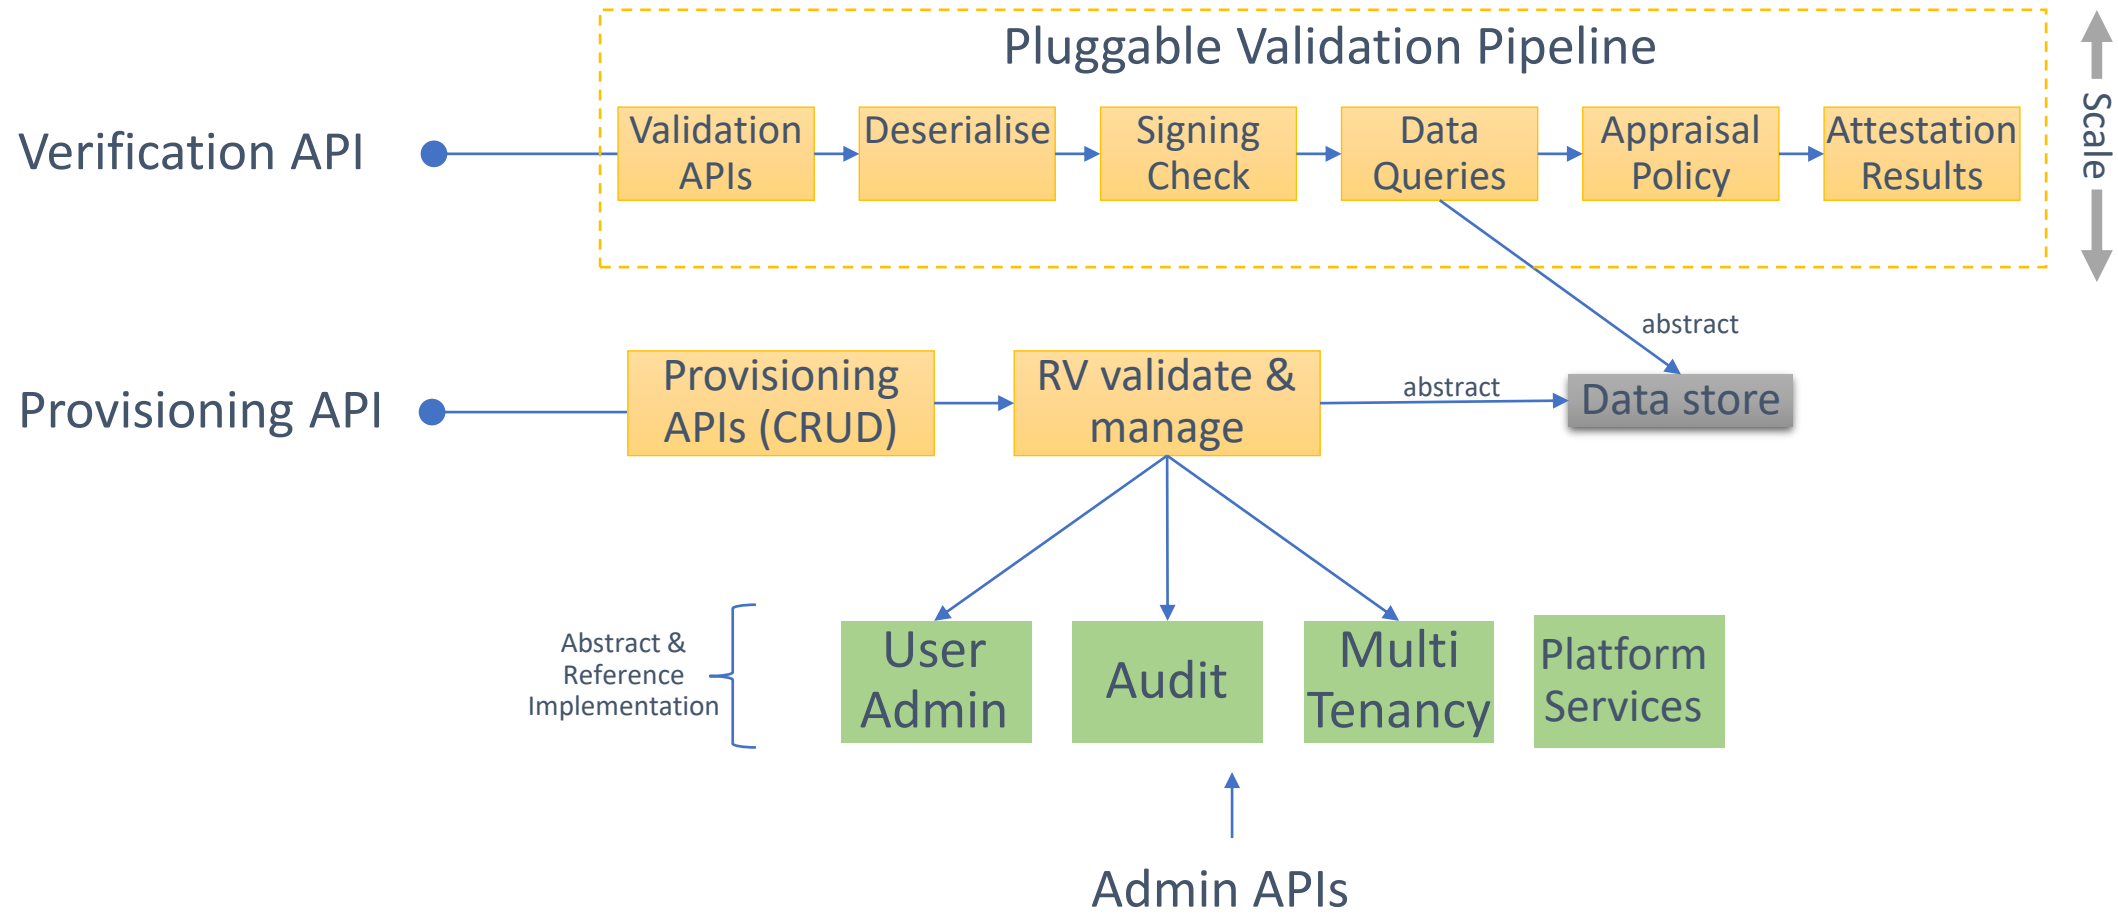 Pluggable Validation Pipeline
Scale
Verification API
Validation
APIs
Deserialise
Signing
Check
Data
Queries
Appraisal
Policy
Attestation
Results
abstract
Provisioning API
Provisioning
APIs (CRUD)
RV validate &
manage
abstract
Data store
Abstract &
Reference
Implementation
User
Admin
Audit
Multi
Tenancy
Platform
Services
Admin APIs